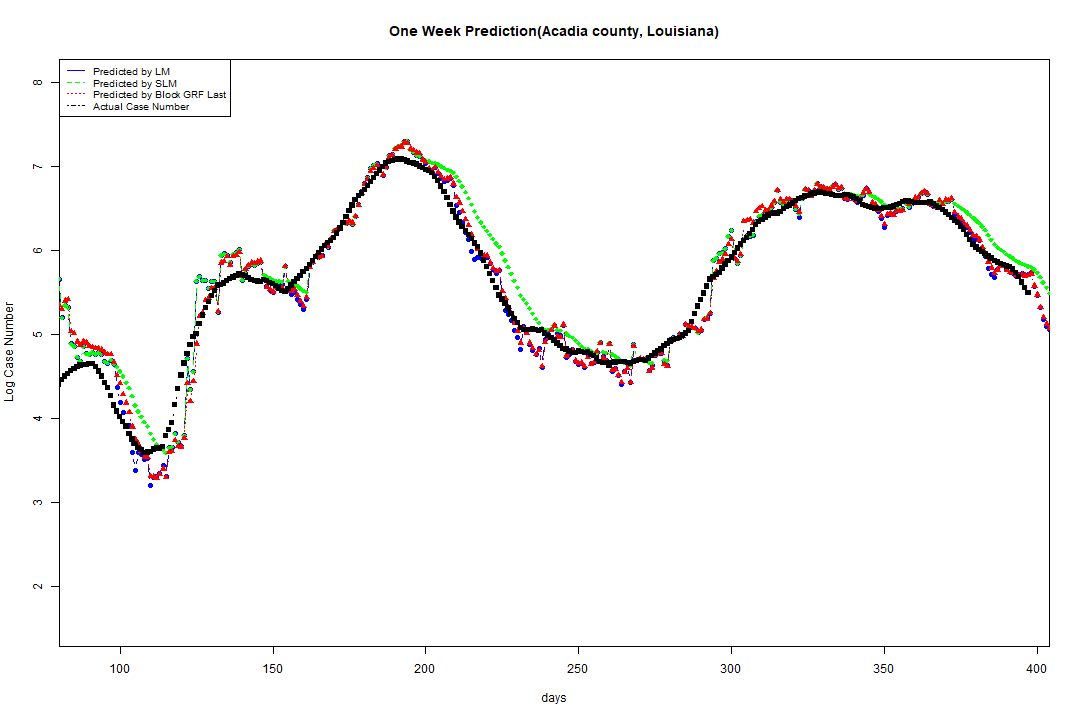 One Week Prediction(Acadia county, Louisiana)
Predicted by LM
Predicted by SLM
Predicted by Block GRF Last
Actual Case Number
8
7
6
5
4
3
2
Log Case Number
100 150 200 250 300 350 400
days